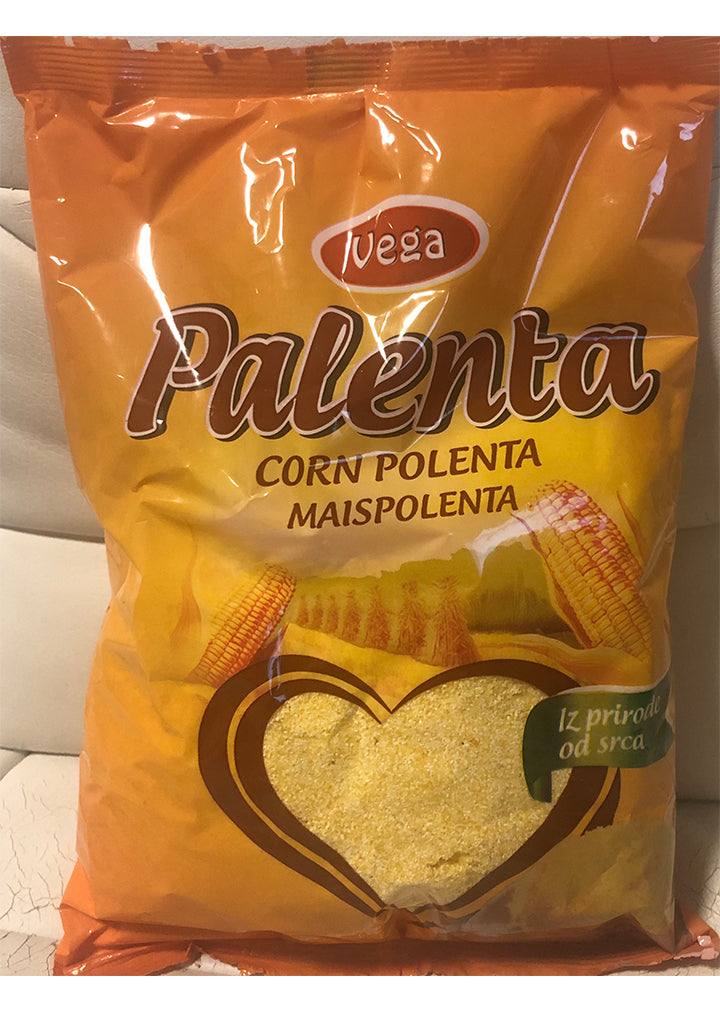 vega
Palenta
CORN POLENTA
MAISPOLENTA
Iz prirode
od srca